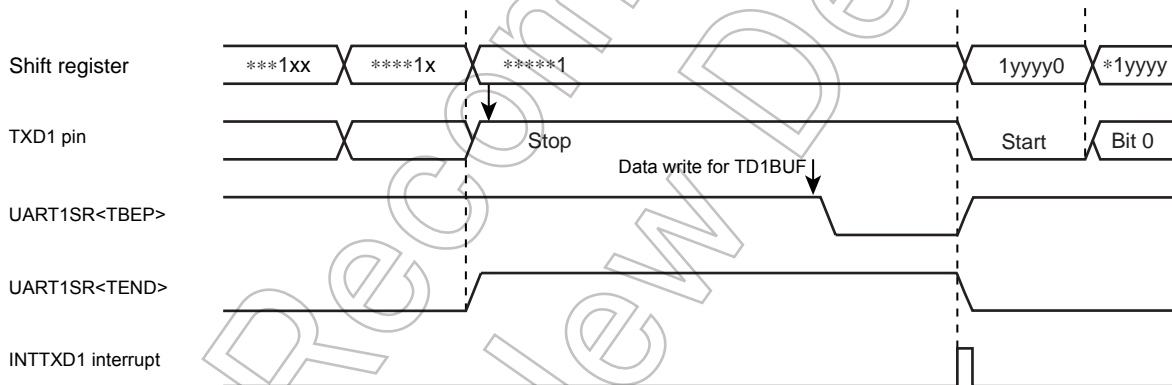 Shift register
***1xx
****1x
*****1
1yyyy0
*1yyyy
TXD1 pin
Stop
Start
Bit 0
Data write for TD1BUF
UART1SR<TBEP>
UART1SR<TEND>
INTTXD1 interrupt